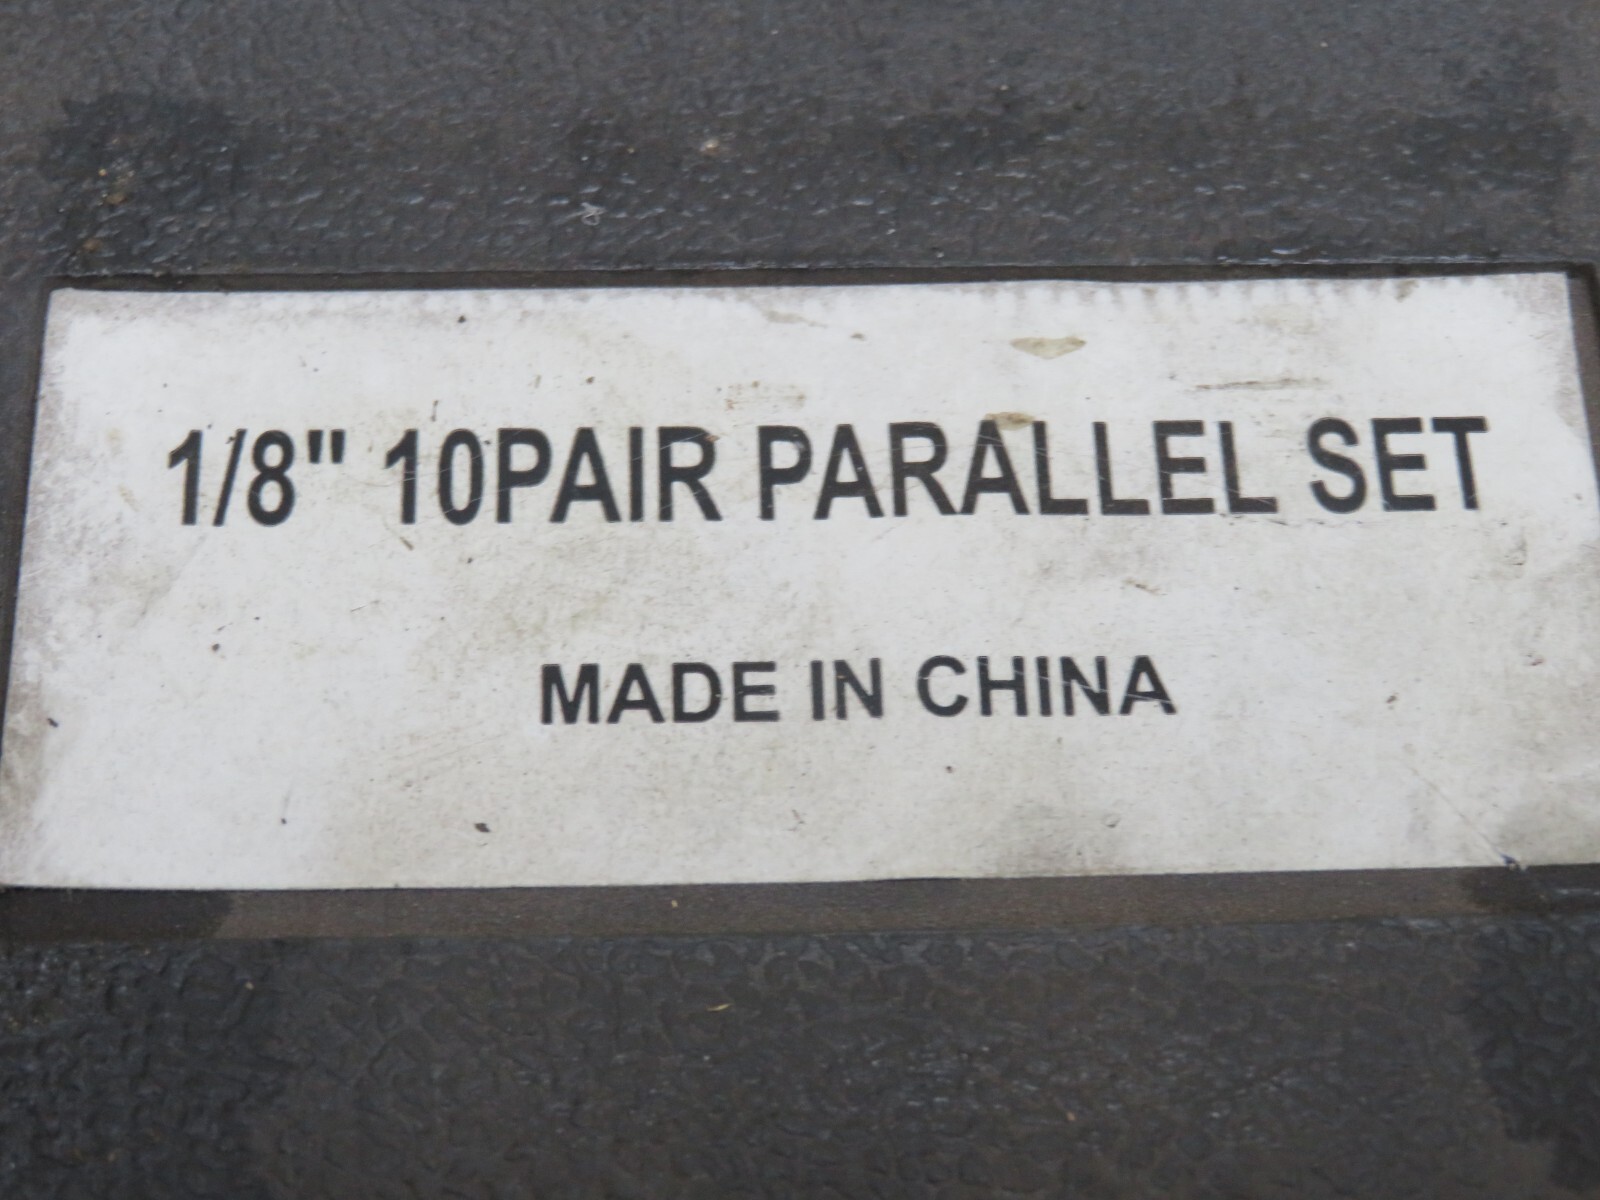 1/8" 10PAIR PARALLEL SET
MADE IN CHINA